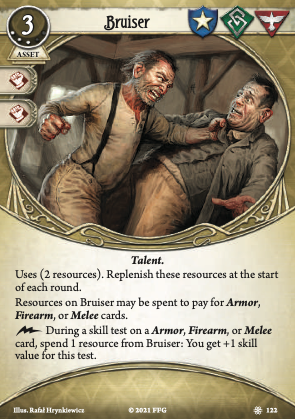 3
Bruiser
ASSET
Talent.
Uses (2 resources). Replenish these resources at the start
of each round.
Resources on Bruiser may be spent to pay for Armor,
Firearm, or Melee cards.
During a skill test on a Armor, Firearm, or Melee
card, spend 1 resource from Bruiser: You get +1 skill
value for this test.
Illus. Rafał Hrynkiewicz © 2021 FFG 122